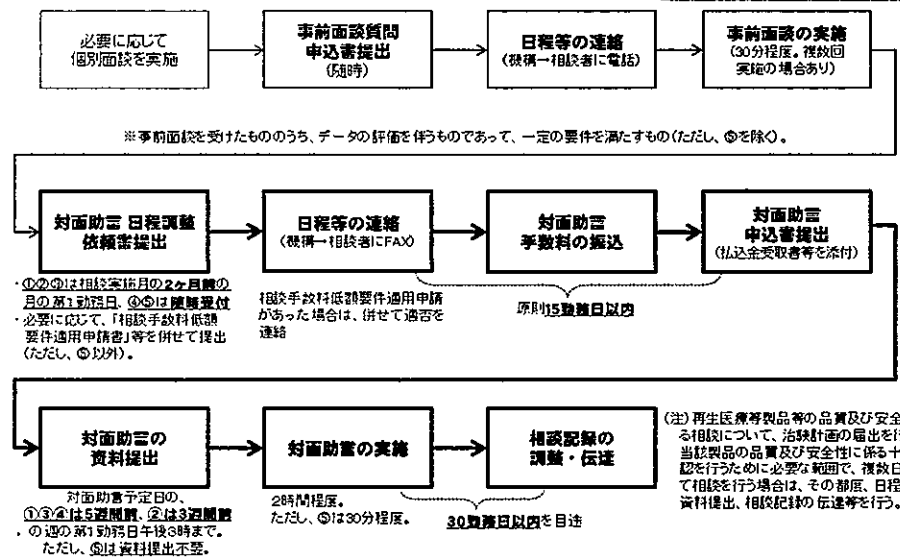 必要に応じて
個別面談を実施
事前面談質問
申込書提出
(随時)
日程等の連絡
(機構→相談者に電話)
事前面談の実施
(30分程度。複数回
実施の場合あり)
※事前面談を受けたもののうち、データの評価を伴うものであって、一定の要件を満たすもの(ただし、⑤を除く)。
対面助言 日程調整
依頼書提出
日程等の連絡
(機構→相談者にFAX)
対面助言
手数料の振込
対面助言
申込書提出
(払込金受取書等を添付)
・①②③は相談実施月の2ヶ月前の
月の第1勤務日、④⑤は随時受付
・必要に応じて、「相談手数料低額
要件適用申請書」等を併せて提出
(ただし、⑤以外)。
相談手数料低額要件適用申請
があった場合は、併せて適否を
連絡
原則15勤務日以内
対面助言の
資料提出
対面助言の実施
相談記録の
調整・伝達
対面助言予定日の、
①③④は5週間前、②は3週間前
の週の第1勤務日午後3時まで。
ただし、⑤は資料提出不要。
2時間程度。
ただし、⑤は30分程度。
30勤務日以内を目途
(注)再生医療等製品等の品質及び安全
る相談について、治験計画の届出を行
当該製品の品質及び安全性に係る十
認を行うために必要な範囲で、複数日
て相談を行う場合は、その都度、日程
資料提出、相談記録の伝達等を行う。